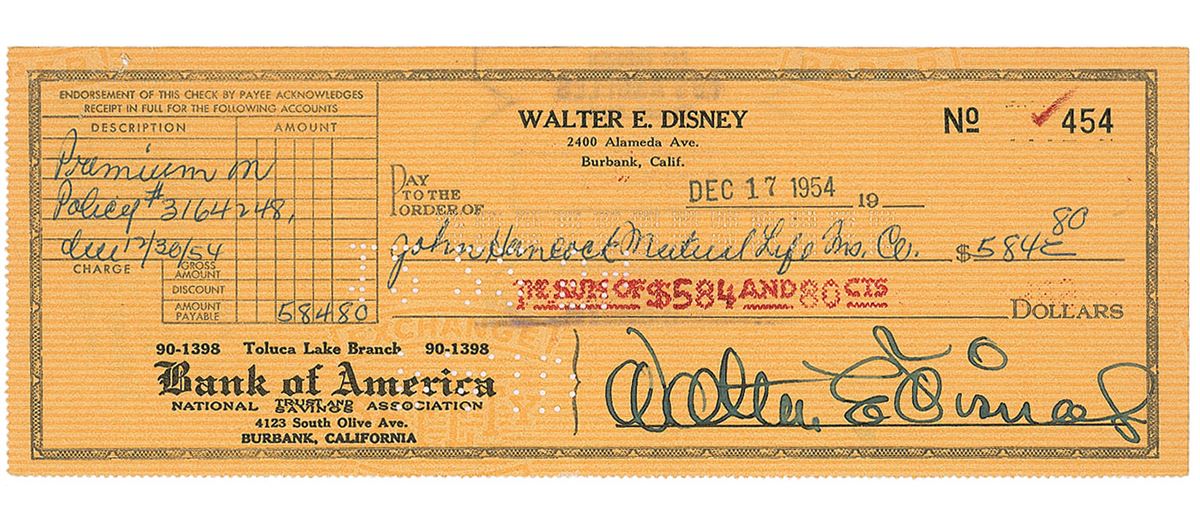 ENDORSEMENT OF THIS CHECK BY PAYEE ACKNOWLEDGES
RECEIPT IN FULL FOR THE FOLLOWING ACCOUNTS
DESCRIPTION AMOUNT
Premium on
Policy # 3164248,
due 12/30/54
CHARGE
GROSS AMOUNT
DISCOUNT
AMOUNT PAYABLE 584 80
90-1398 Toluca Lake Branch 90-1398
Bank of America
NATIONAL TRUST AND SAVINGS ASSOCIATION
4123 South Olive Ave.
BURBANK, CALIFORNIA
WALTER E. DISNEY
2400 Alameda Ave.
Burbank, Calif.
No 454
DEC 17 1954 19
PAY TO THE ORDER OF
John Hancock Mutual Life Ins. Co. $584 80
THE SUM OF $584 AND 80 CTS
DOLLARS
Walter E. Disney